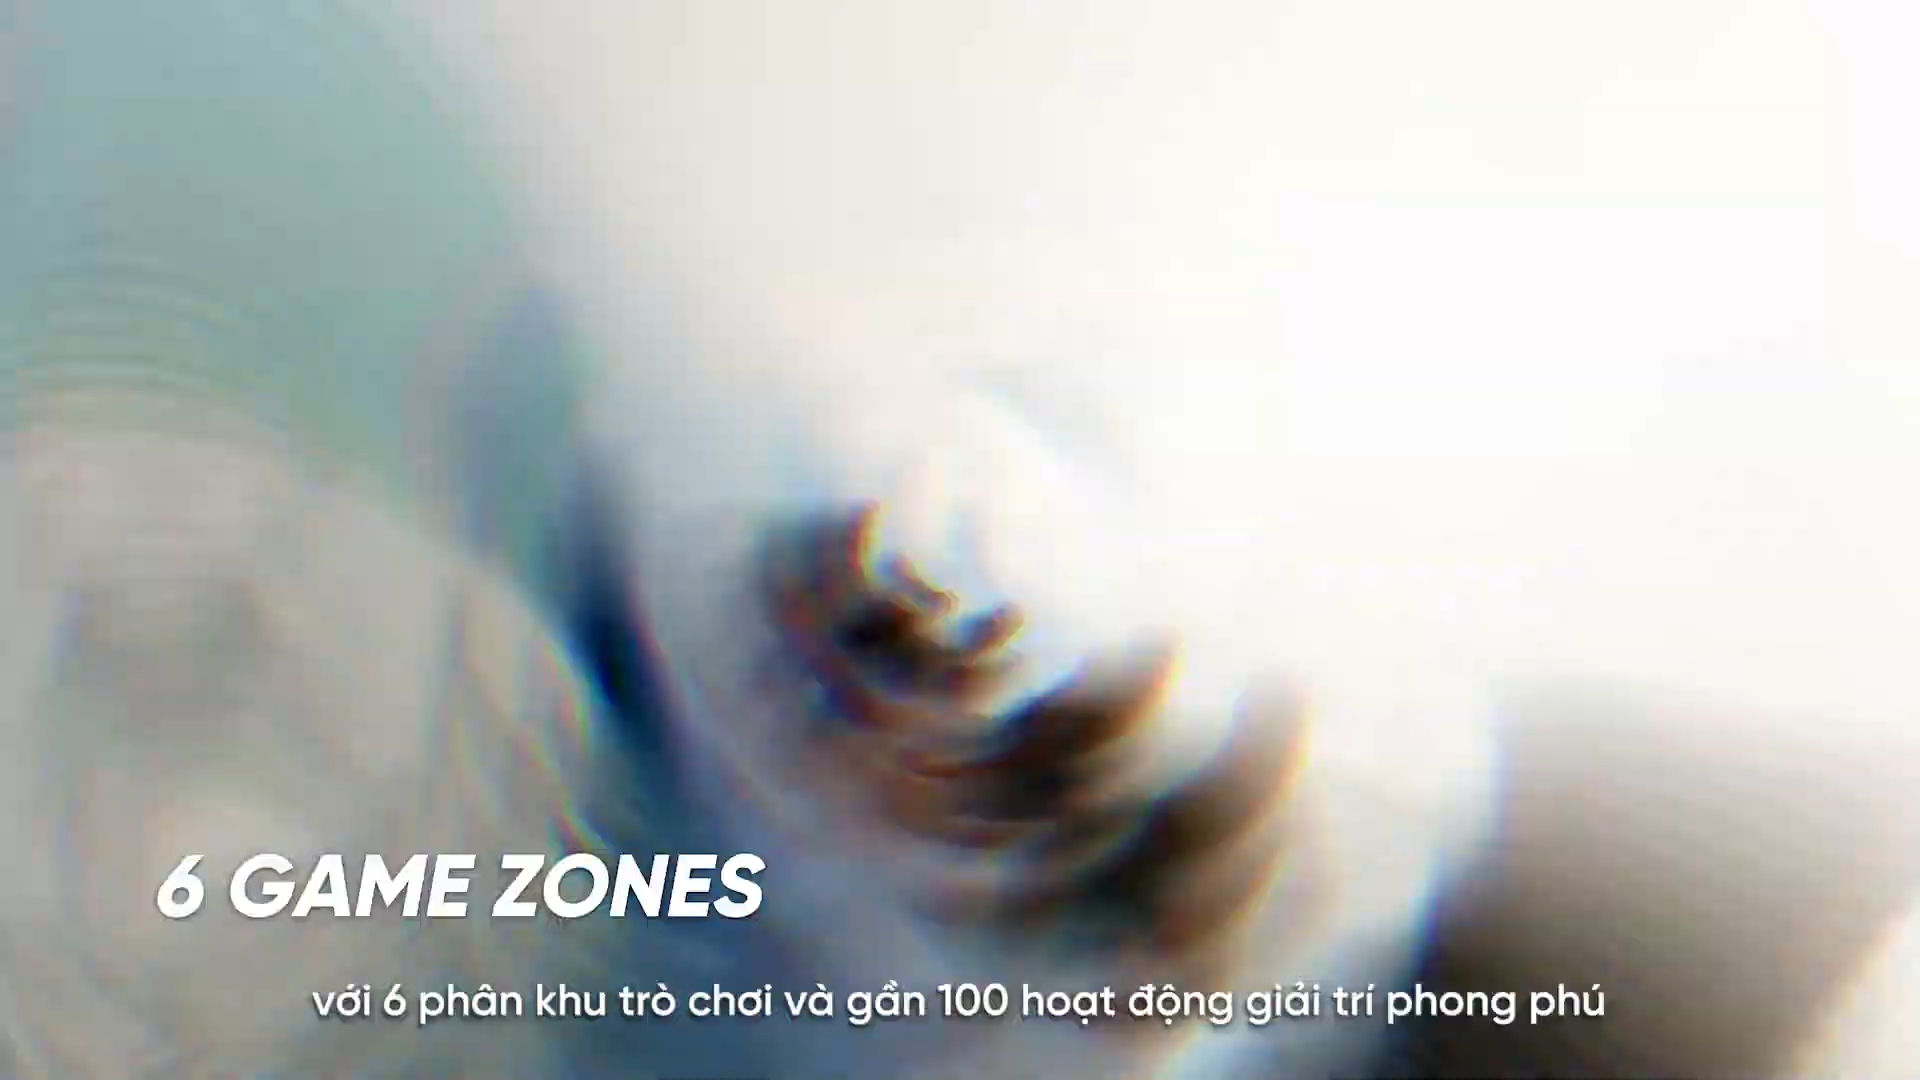 6 GAME ZONES
với 6 phân khu trò chơi và gần 100 hoạt động giải trí phong phú